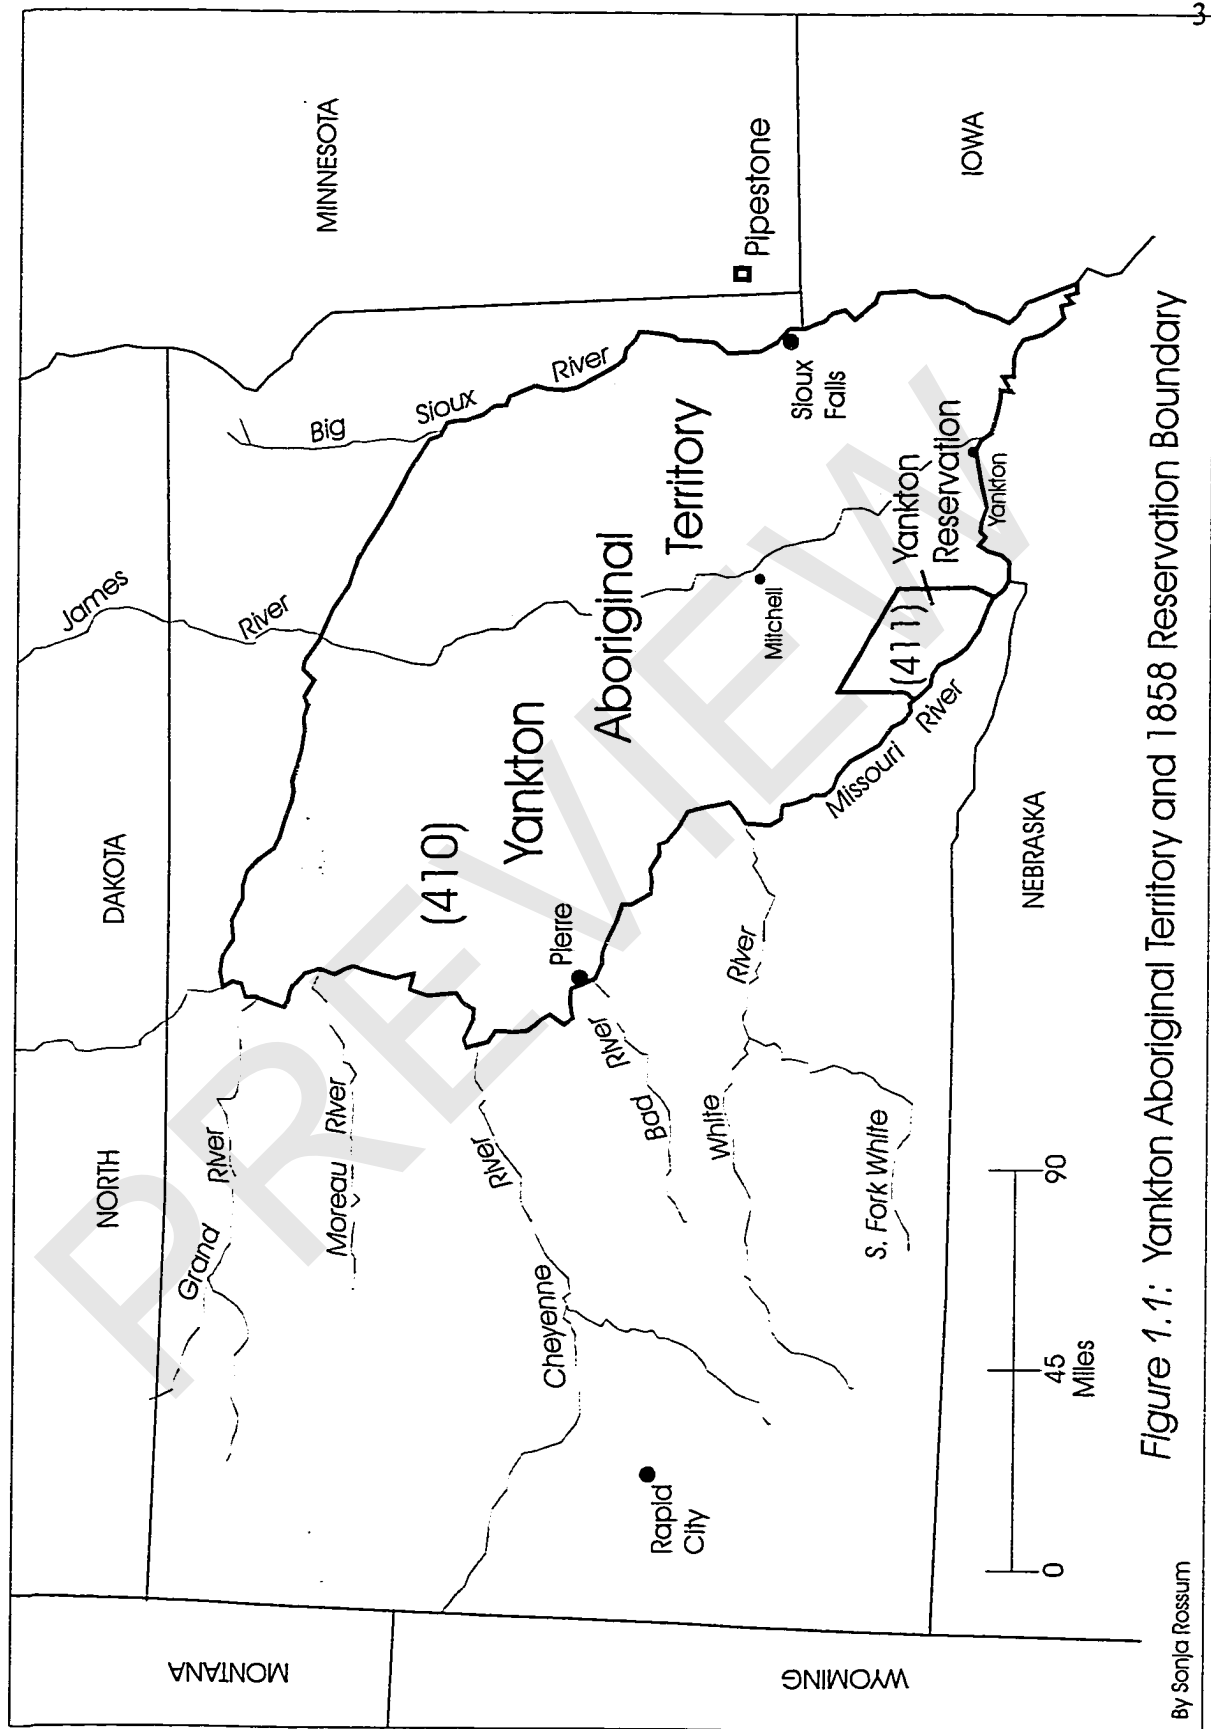 3
MONTANA
WYOMING
NORTH
DAKOTA
MINNESOTA
IOWA
NEBRASKA
James
River
Big
Sioux
River
Grand
River
Moreau River
Cheyenne
River
Bad
River
White
River
S. Fork White
Missouri
River
(410)
Yankton
Aboriginal
Territory
(411)
Yankton
Reservation
Pierre
Mitchell
Sioux
Falls
Yankton
Pipestone
Rapid
City
0
45
90
Miles
Figure 1.1: Yankton Aboriginal Territory and 1858 Reservation Boundary
By Sonja Rossum
PREVIEW